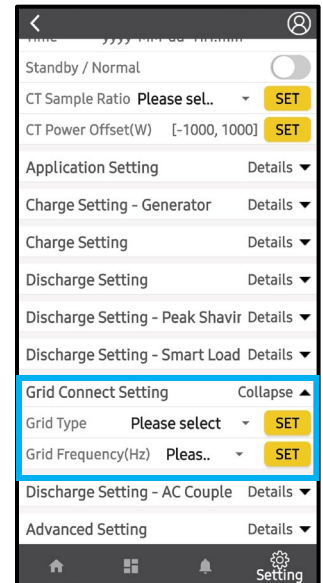 Standby / Normal
CT Sample Ratio Please sel.. SET
CT Power Offset(W) [-1000, 1000] SET
Application Setting Details ▼
Charge Setting - Generator Details ▼
Charge Setting Details ▼
Discharge Setting Details ▼
Discharge Setting - Peak Shavir Details ▼
Discharge Setting - Smart Load Details ▼
Grid Connect Setting Collapse ▲
Grid Type Please select SET
Grid Frequency(Hz) Pleas.. SET
Discharge Setting - AC Couple Details ▼
Advanced Setting Details ▼
Setting